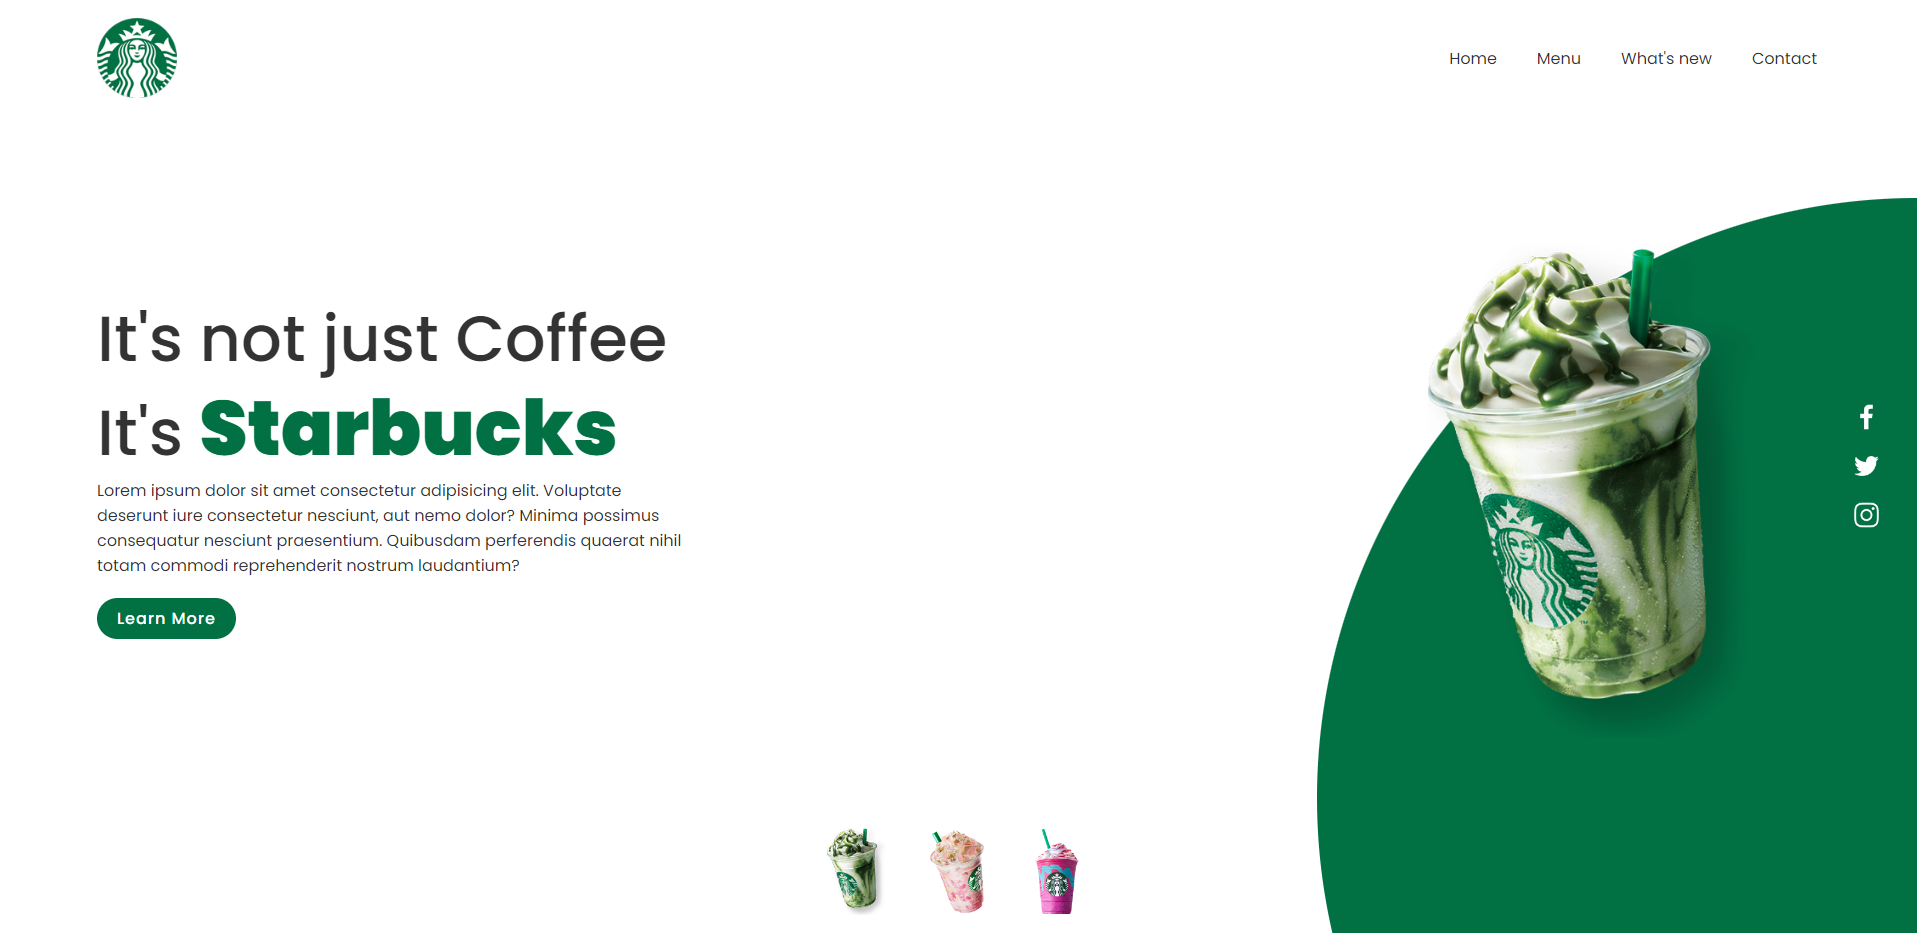 Home
Menu
What's new
Contact
It's not just Coffee
It's Starbucks
Lorem ipsum dolor sit amet consectetur adipisicing elit. Voluptate
deserunt iure consectetur nesciunt, aut nemo dolor? Minima possimus
consequatur nesciunt praesentium. Quibusdam perferendis quaerat nihil
totam commodi reprehenderit nostrum laudantium?
Learn More